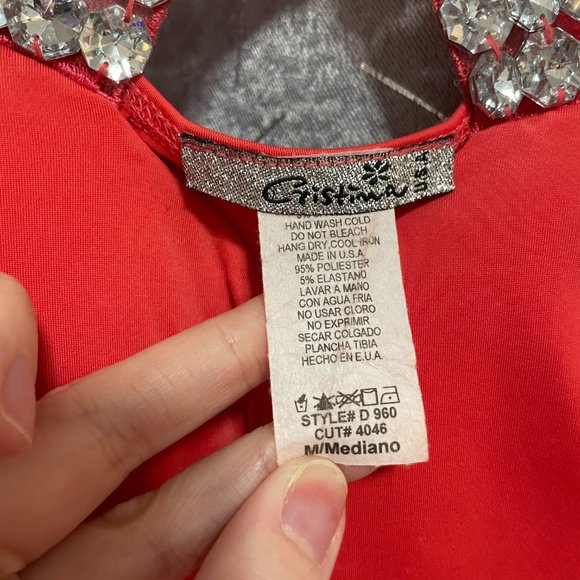 Cristina
USA
HAND WASH COLD
DO NOT BLEACH
HANG DRY,COOL IRON
MADE IN U.S.A
95% POLIESTER
5% ELASTANO
LAVAR A MANO
CON AGUA FRIA
NO USAR CLORO
NO EXPRIMIR
SECAR COLGADO
PLANCHA TIBIA
HECHO EN E.U.A.
STYLE# D 960
CUT# 4046
M/Mediano